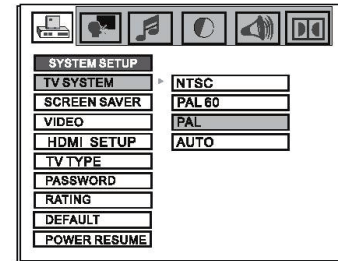 SYSTEM SETUP
TV SYSTEM
SCREEN SAVER
VIDEO
HDMI SETUP
TV TYPE
PASSWORD
RATING
DEFAULT
POWER RESUME
NTSC
PAL 60
PAL
AUTO